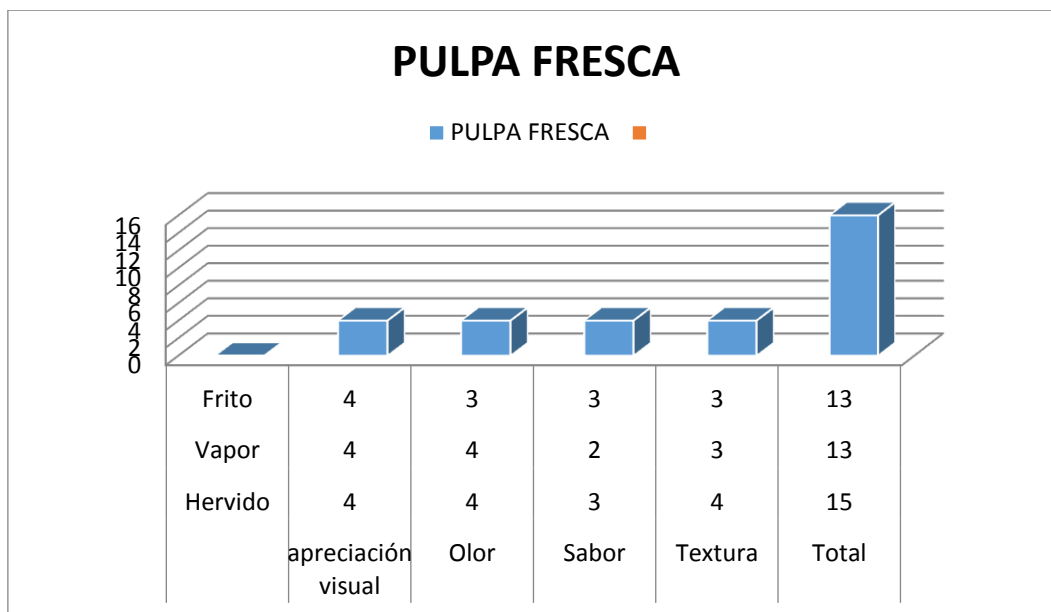 PULPA FRESCA
PULPA FRESCA
16
14
12
10
8
6
4
2
0
Frito 4 3 3 3 13
Vapor 4 4 2 3 13
Hervido 4 4 3 4 15
apreciación visual Olor Sabor Textura Total